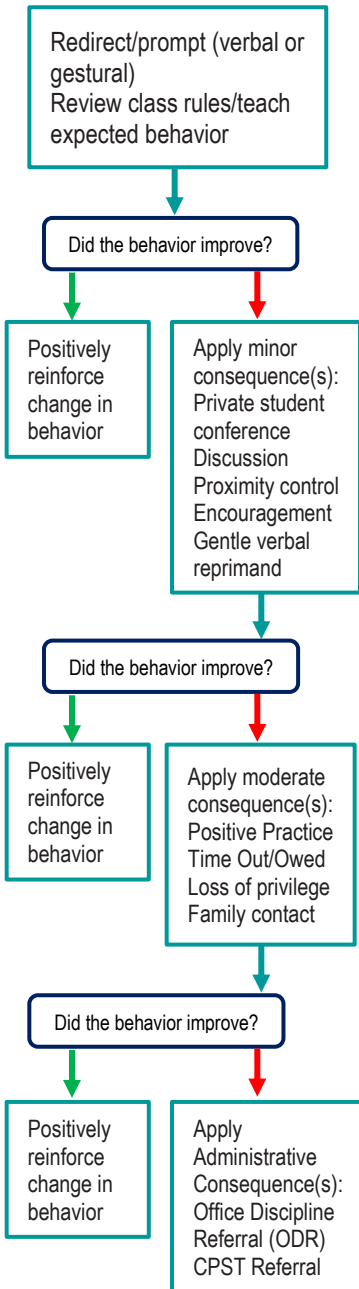 Redirect/prompt (verbal or
gestural)
Review class rules/teach
expected behavior
Did the behavior improve?
Positively
reinforce
change in
behavior
Apply minor
consequence(s):
Private student
conference
Discussion
Proximity control
Encouragement
Gentle verbal
reprimand
Did the behavior improve?
Positively
reinforce
change in
behavior
Apply moderate
consequence(s):
Positive Practice
Time Out/Owed
Loss of privilege
Family contact
Did the behavior improve?
Positively
reinforce
change in
behavior
Apply
Administrative
Consequence(s):
Office Discipline
Referral (ODR)
CPST Referral